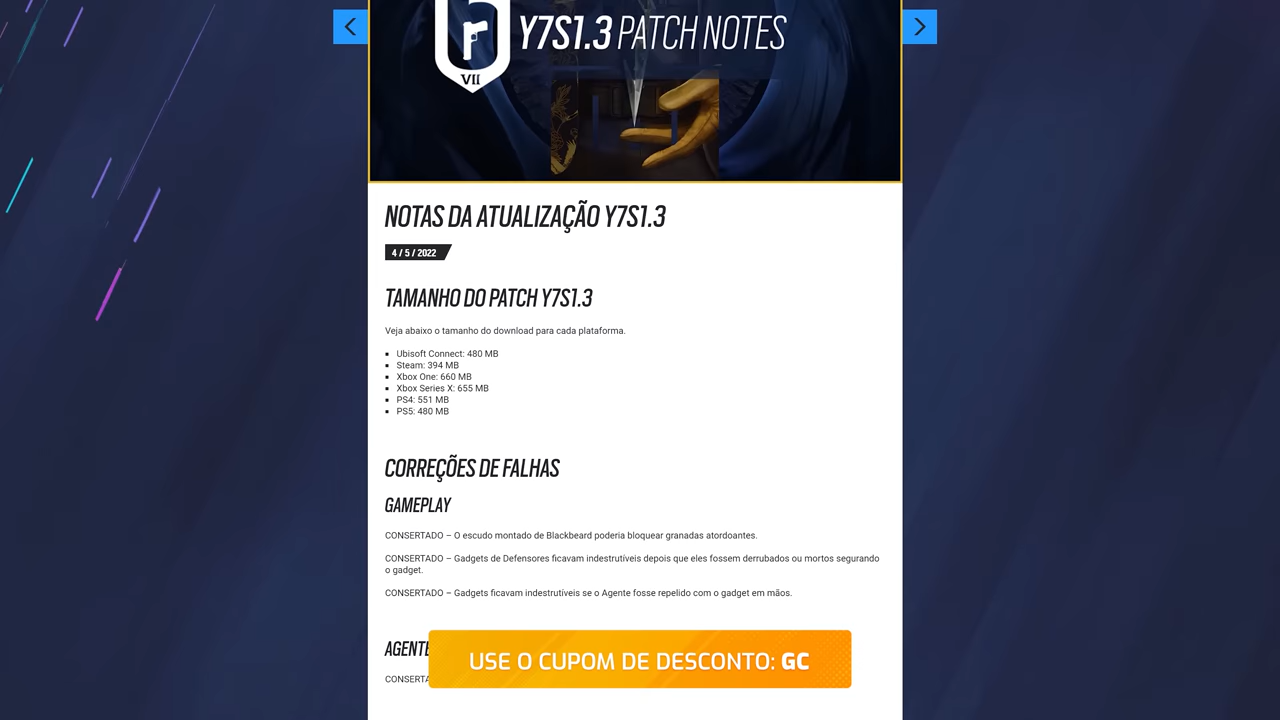 Y7S1.3 PATCH NOTES
VII
NOTAS DA ATUALIZAÇÃO Y7S1.3
4 / 5 / 2022
TAMANHO DO PATCH Y7S1.3
Veja abaixo o tamanho do download para cada plataforma.
Ubisoft Connect: 480 MB
Steam: 394 MB
Xbox One: 660 MB
Xbox Series X: 655 MB
PS4: 551 MB
PS5: 480 MB
CORREÇÕES DE FALHAS
GAMEPLAY
CONSERTADO – O escudo montado de Blackbeard poderia bloquear granadas atordoantes.
CONSERTADO – Gadgets de Defensores ficavam indestrutíveis depois que eles fossem derrubados ou mortos segurando
o gadget.
CONSERTADO – Gadgets ficavam indestrutíveis se o Agente fosse repelido com o gadget em mãos.
AGENTE
USE O CUPOM DE DESCONTO: GC
CONSERTA